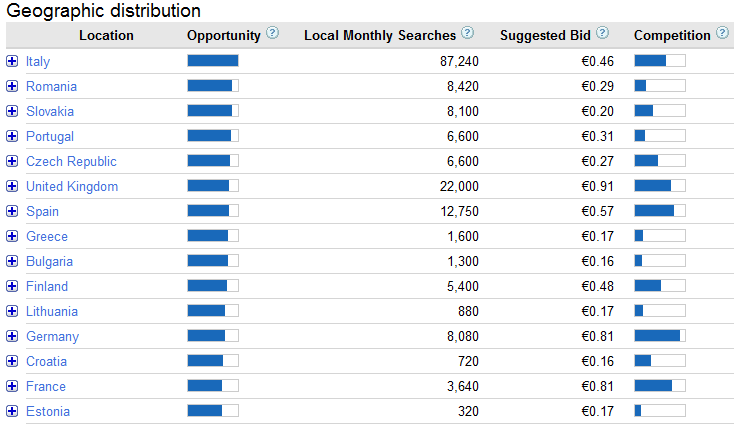 Geographic distribution
Location Opportunity ? Local Monthly Searches ? Suggested Bid ? Competition ?
Italy 87,240 €0.46
Romania 8,420 €0.29
Slovakia 8,100 €0.20
Portugal 6,600 €0.31
Czech Republic 6,600 €0.27
United Kingdom 22,000 €0.91
Spain 12,750 €0.57
Greece 1,600 €0.17
Bulgaria 1,300 €0.16
Finland 5,400 €0.48
Lithuania 880 €0.17
Germany 8,080 €0.81
Croatia 720 €0.16
France 3,640 €0.81
Estonia 320 €0.17